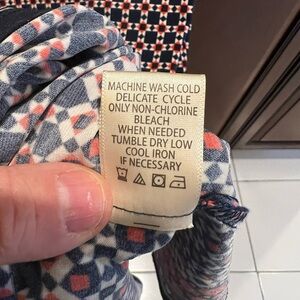 MACHINE WASH COLD
DELICATE CYCLE
ONLY NON-CHLORINE
BLEACH
WHEN NEEDED
TUMBLE DRY LOW
COOL IRON
IF NECESSARY